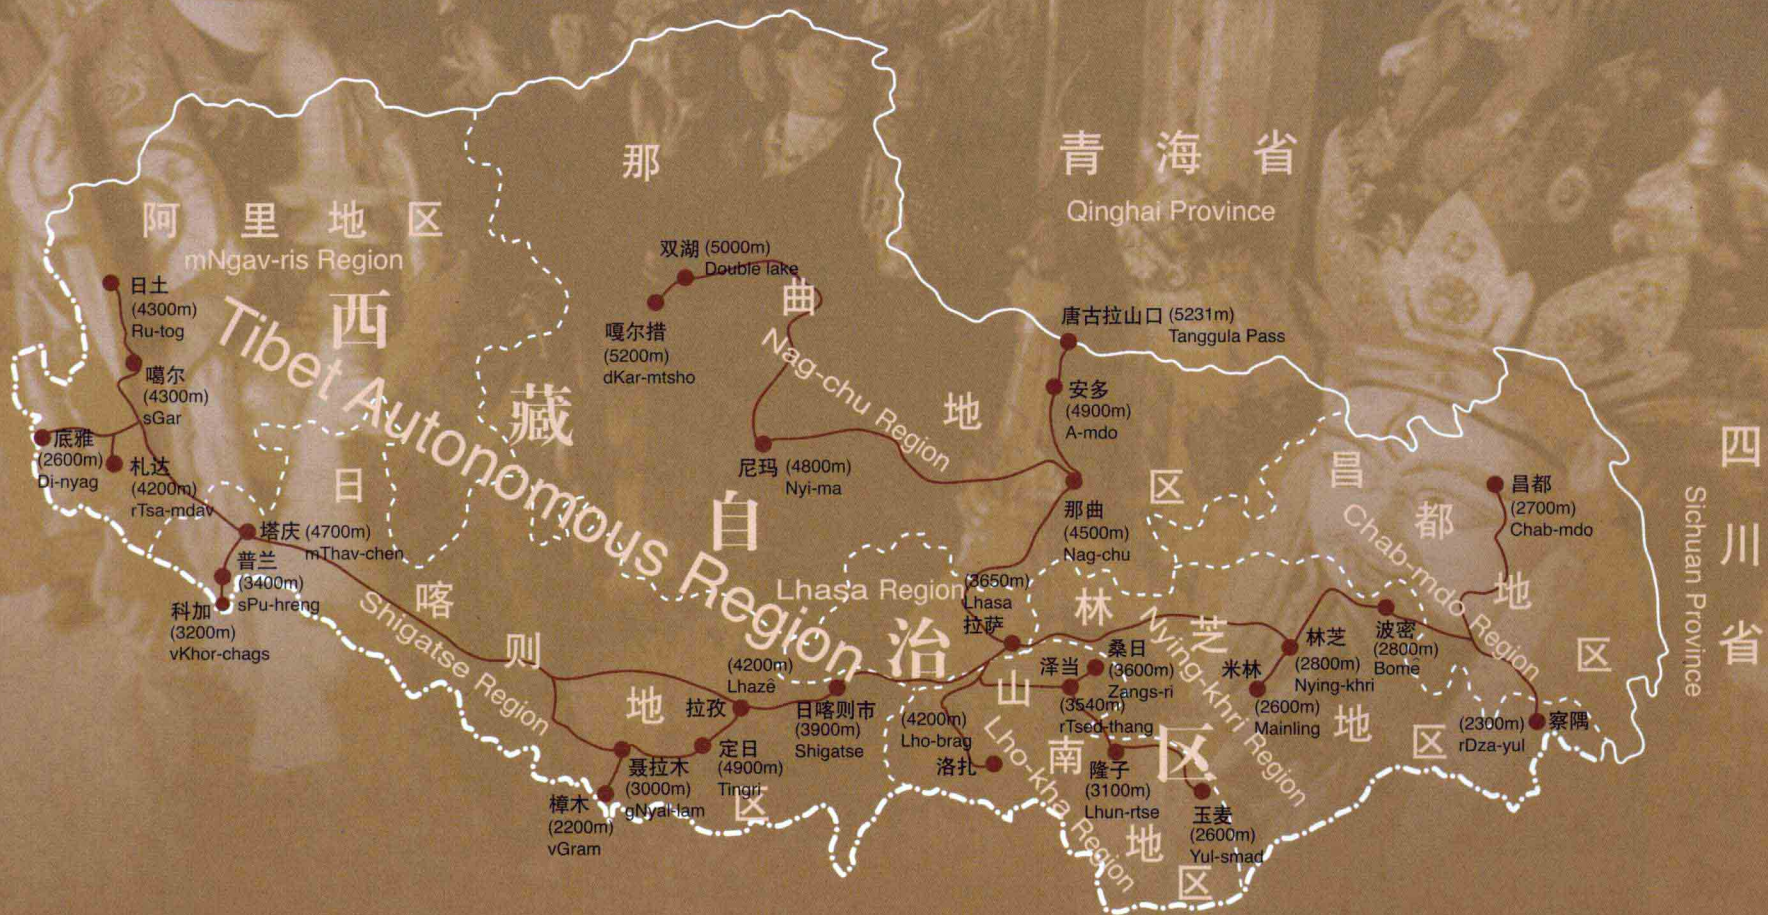 青海省
Qinghai Province
四川省
Sichuan Province
西藏自治区
Tibet Autonomous Region
阿里地区
mNgav-ris Region
那曲地区
Nag-chu Region
日喀则地区
Shigatse Region
Lhasa Region
山南地区
Lho-kha Region
林芝地区
Nying-khri Region
昌都地区
Chab-mdo Region
日土
(4300m)
Ru-tog
噶尔
(4300m)
sGar
底雅
(2600m)
Di-nyag
札达
(4200m)
rTsa-mdav
塔庆 (4700m)
mThav-chen
普兰
(3400m)
sPu-hreng
科加
(3200m)
vKhor-chags
双湖 (5000m)
Double lake
嘎尔措
(5200m)
dKar-mtsho
尼玛 (4800m)
Nyi-ma
唐古拉山口 (5231m)
Tanggula Pass
安多
(4900m)
A-mdo
那曲
(4500m)
Nag-chu
(3650m)
Lhasa
拉萨
(4200m)
Lhazê
拉孜
日喀则市
(3900m)
Shigatse
定日
(4900m)
Tingri
聂拉木
(3000m)
gNyal-lam
樟木
(2200m)
vGram
(4200m)
Lho-brag
洛扎
泽当
(3540m)
rTsed-thang
桑日
(3600m)
Zangs-ri
隆子
(3100m)
Lhun-rtse
玉麦
(2600m)
Yul-smad
米林
(2600m)
Mainling
林芝
(2800m)
Nying-khri
波密
(2800m)
Bomê
昌都
(2700m)
Chab-mdo
(2300m) 察隅
rDza-yul